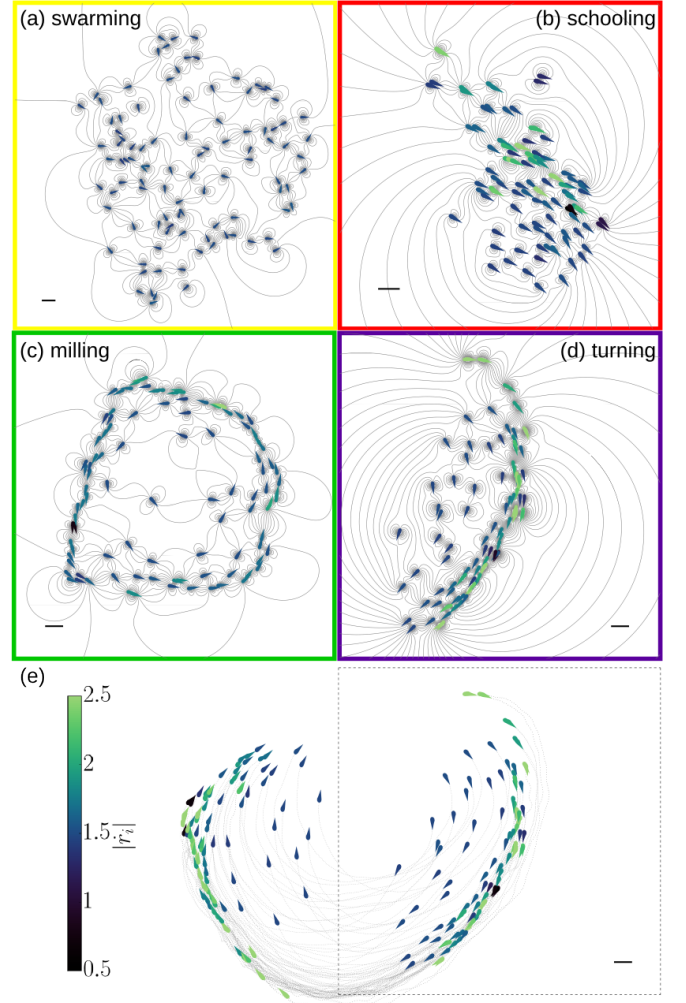 (a) swarming
(b) schooling
(c) milling
(d) turning
(e)
2.5
2
1.5
1
0.5
|ṙᵢ|